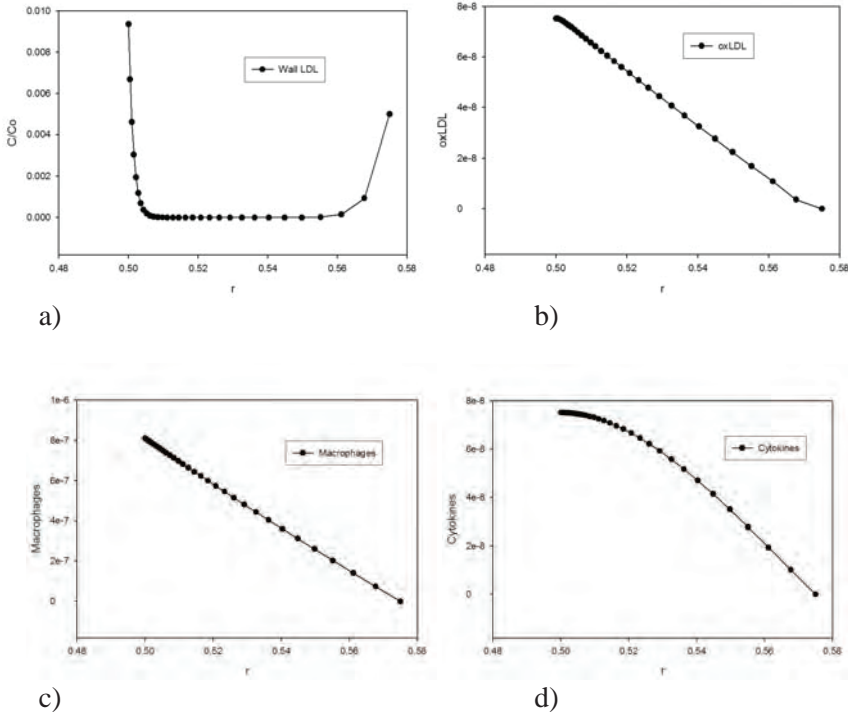 0.010
0.008
0.006
0.004
0.002
0.000
C/Co
Wall LDL
0.48 0.50 0.52 0.54 0.56 0.58
r
a)
8e-8
6e-8
4e-8
2e-8
0
oxLDL
oxLDL
0.48 0.50 0.52 0.54 0.56 0.58
r
b)
1e-6
8e-7
6e-7
4e-7
2e-7
0
Macrophages
Macrophages
0.48 0.50 0.52 0.54 0.56 0.58
r
c)
8e-8
6e-8
4e-8
2e-8
0
Cytokines
Cytokines
0.48 0.50 0.52 0.54 0.56 0.58
r
d)